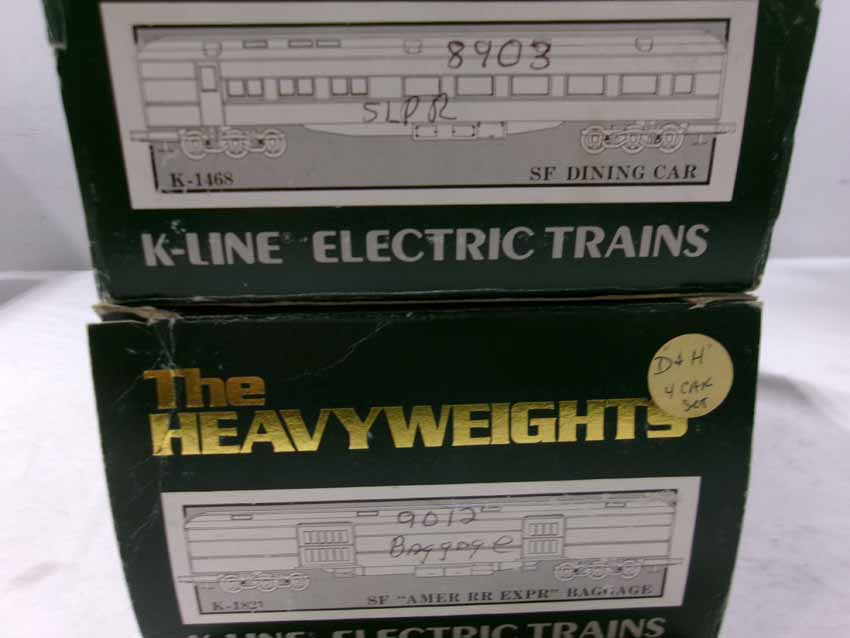 8903
SLPR
K-1468 SF DINING CAR
K-LINE ELECTRIC TRAINS
The
HEAVYWEIGHTS
"D & H"
4 CAR
SET
9012
Baggage
K-1821 SF "AMER RR EXPR" BAGGAGE
K-LINE ELECTRIC TRAINS